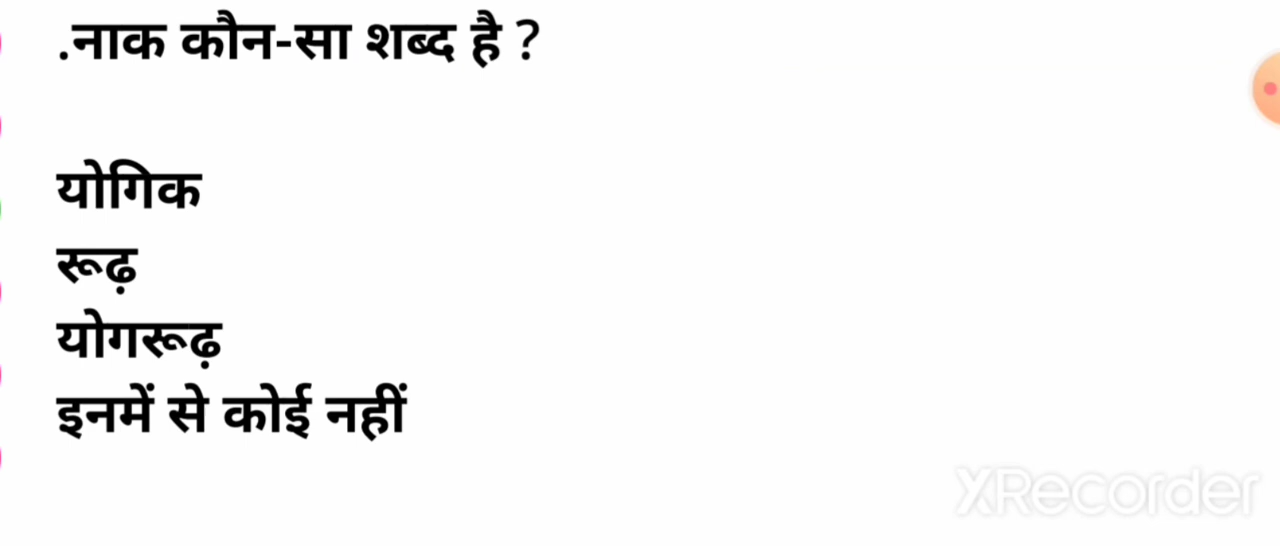 .नाक कौन-सा शब्द है ?
योगिक
रूढ़
योगरूढ़
इनमें से कोई नहीं
XRecorder